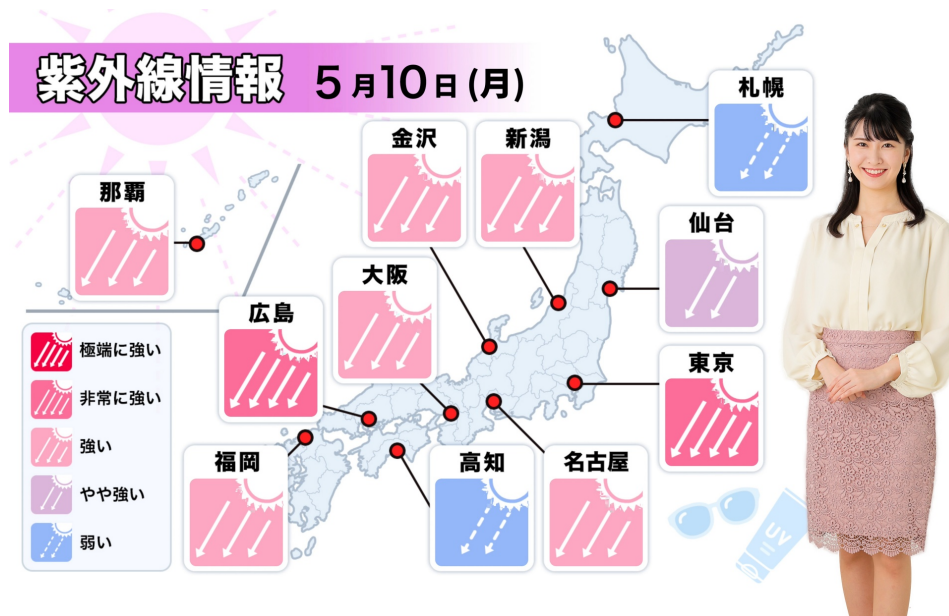 紫外線情報 5月10日(月)
札幌
金沢
新潟
那覇
仙台
大阪
広島
東京
福岡
高知
名古屋
極端に強い
非常に強い
強い
やや強い
弱い
UV